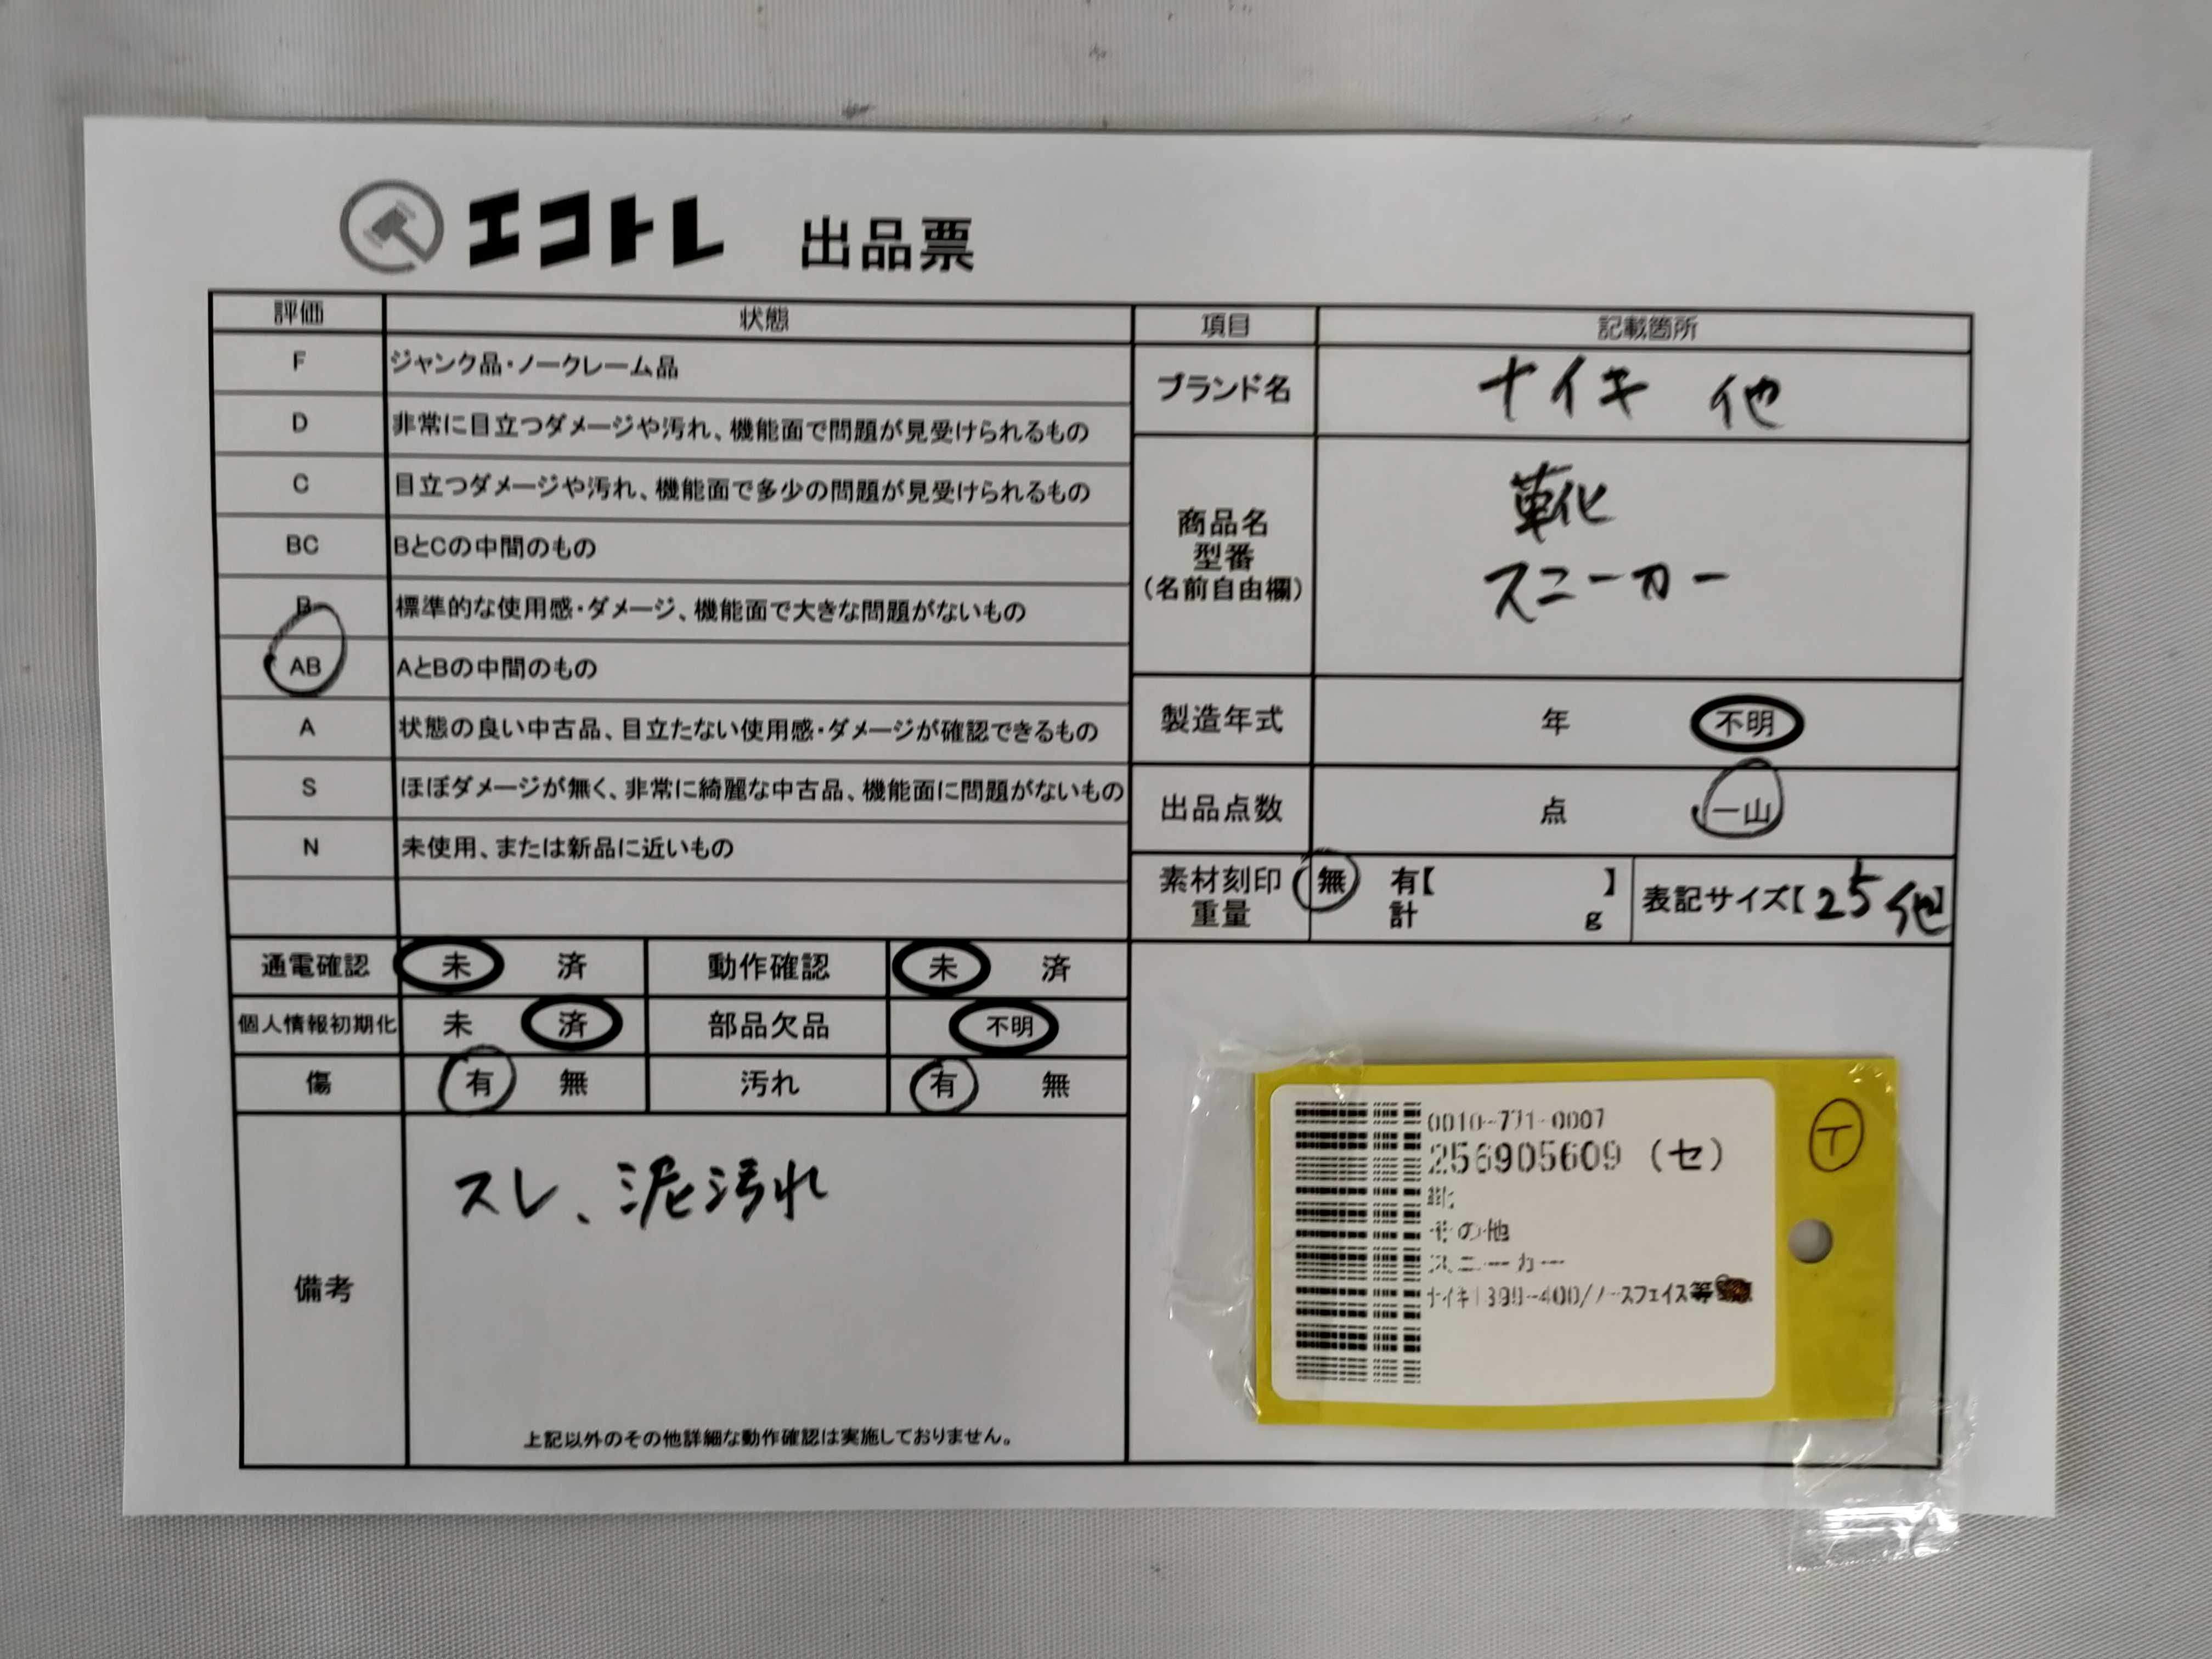 エコトレ 出品票
評価 状態
F ジャンク品・ノークレーム品
D 非常に目立つダメージや汚れ、機能面で問題が見受けられるもの
C 目立つダメージや汚れ、機能面で多少の問題が見受けられるもの
BC BとCの中間のもの
B 標準的な使用感・ダメージ、機能面で大きな問題がないもの
AB AとBの中間のもの
A 状態の良い中古品、目立たない使用感・ダメージが確認できるもの
S ほぼダメージが無く、非常に綺麗な中古品、機能面に問題がないもの
N 未使用、または新品に近いもの
項目 記載箇所
ブランド名 ナイキ 他
商品名
型番
(名前自由欄)
靴
スニーカー
製造年式 年 不明
出品点数 点 一山
素材刻印 無 有【 】
重量 計 g
表記サイズ【25 他】
通電確認 未 済 動作確認 未 済
個人情報初期化 未 済 部品欠品 不明
傷 有 無 汚れ 有 無
備考
スレ、泥汚れ
上記以外のその他詳細な動作確認は実施しておりません。
0010-771-0007
256905609 (セ)
靴
その他
スニーカー
ナイキ 399-400/ノースフェイス等
T